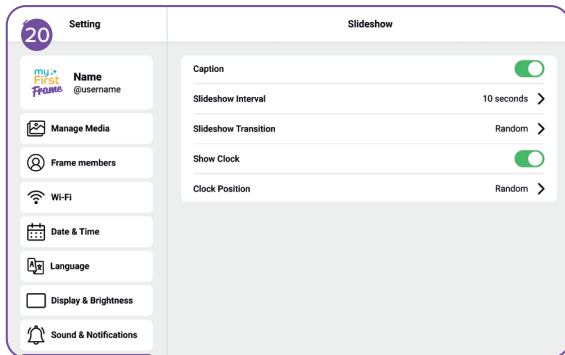 20
Setting
Slideshow
my
First
Frame
Name
@username
Manage Media
Frame members
Wi-Fi
Date & Time
Language
Display & Brightness
Sound & Notifications
Caption
Slideshow Interval
10 seconds
Slideshow Transition
Random
Show Clock
Clock Position
Random